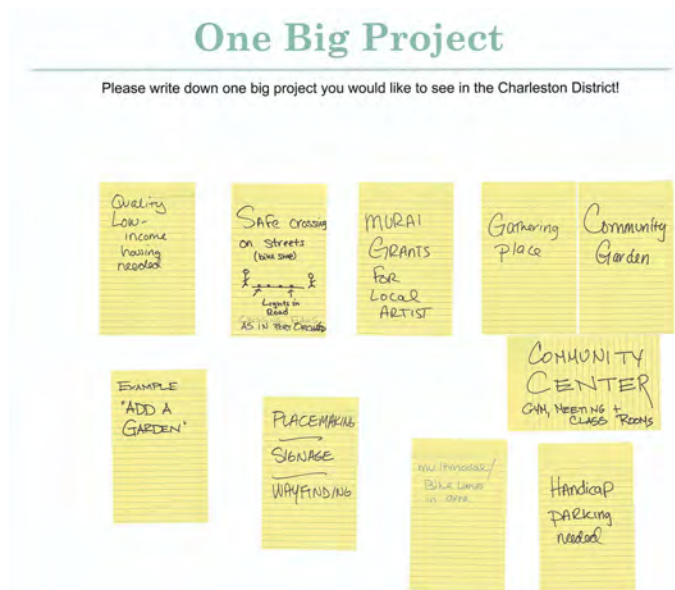 One Big Project
Please write down one big project you would like to see in the Charleston District!
Quality
Low-
income
housing
needed
SAFe crossing
on streets
(bike sine)
Lights in
Road
AS IN PORT ORCHARD
MURAl
GRANTS
FOR
LOCAL
ARTIST
Gathering
place
Community
Garden
COMMUNITY
CENTER
GYM, MEETING +
CLASS ROOMS
EXAMPLE
"ADD A
GARDEN"
PLACEMAKING
SIGNAGE
WAYFINDING
multimodal/
Bike Lanes
in area
HANdicap
PARKing
needed